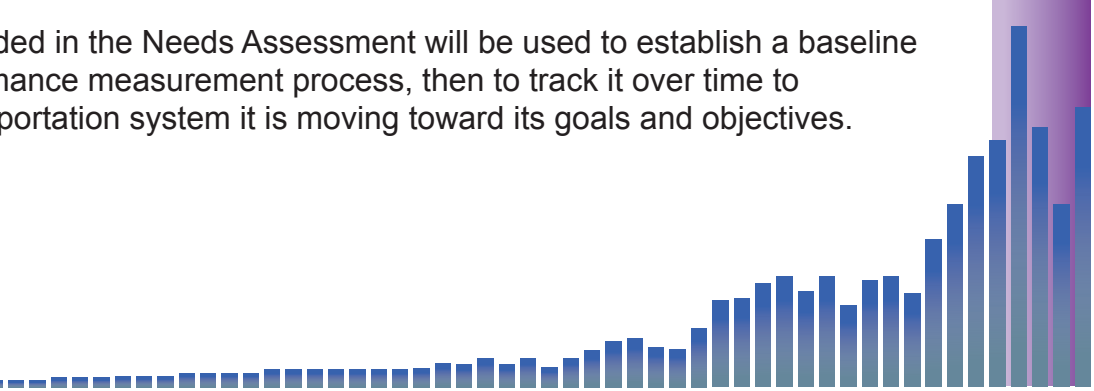 ded in the Needs Assessment will be used to establish a baseline
mance measurement process, then to track it over time to
portation system it is moving toward its goals and objectives.